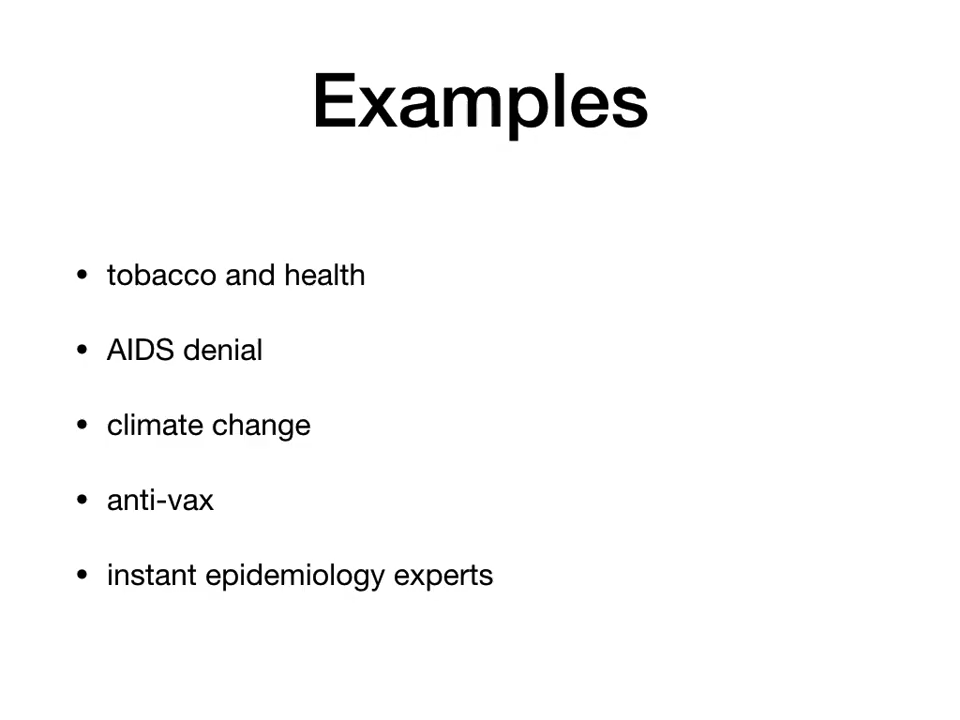 Examples
• tobacco and health
• AIDS denial
• climate change
• anti-vax
• instant epidemiology experts